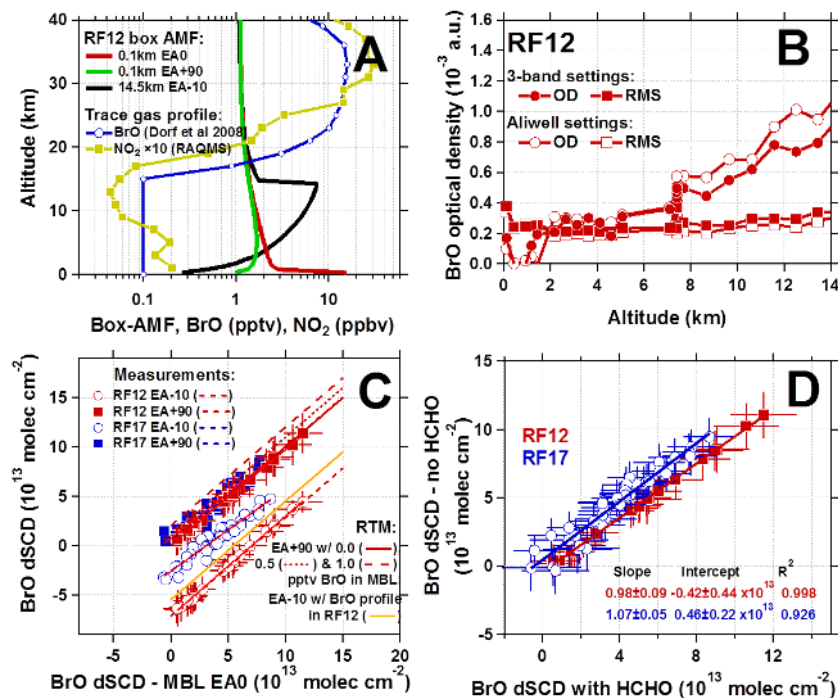 A
RF12 box AMF:
0.1km EA0
0.1km EA+90
14.5km EA-10
Trace gas profile:
BrO (Dorf et al 2008)
NO₂ ×10 (RAQMS)
Altitude (km)
40
30
20
10
0
0.1
1
10
Box-AMF, BrO (pptv), NO₂ (ppbv)
B
RF12
3-band settings:
OD
RMS
Aliwell settings:
OD
RMS
BrO optical density (10⁻³ a.u.)
1.6
1.4
1.2
1.0
0.8
0.6
0.4
0.2
0.0
0
2
4
6
8
10
12
14
Altitude (km)
C
Measurements:
RF12 EA-10 (---)
RF12 EA+90 (---)
RF17 EA-10 (---)
RF17 EA+90 (---)
RTM:
EA+90 w/ 0.0 (—)
0.5 (······) & 1.0 (---)
pptv BrO in MBL
EA-10 w/ BrO profile
in RF12 (—)
BrO dSCD (10¹³ molec cm⁻²)
15
10
5
0
-5
-5
0
5
10
15
20
BrO dSCD - MBL EA0 (10¹³ molec cm⁻²)
D
RF12
RF17
Slope
Intercept
R²
0.98±0.09 -0.42±0.44 x10¹³ 0.998
1.07±0.05 0.46±0.22 x10¹³ 0.926
BrO dSCD - no HCHO
(10¹³ molec cm⁻²)
15
10
5
0
-5
0
4
8
12
BrO dSCD with HCHO (10¹³ molec cm⁻²)